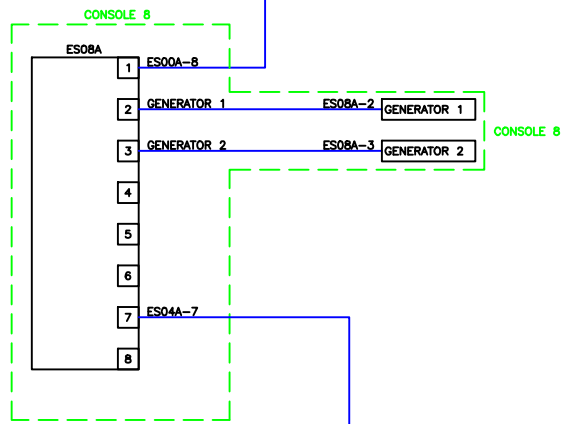 CONSOLE 8
ES08A
1 ES00A-8
2 GENERATOR 1 ES08A-2 GENERATOR 1
CONSOLE 8
3 GENERATOR 2 ES08A-3 GENERATOR 2
4
5
6
7 ES04A-7
8